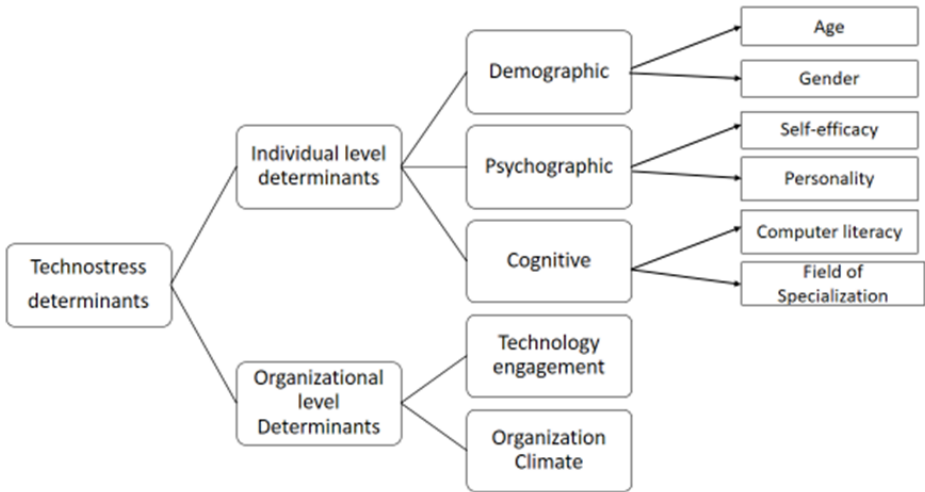 Technostress
determinants
Individual level
determinants
Organizational
level
Determinants
Demographic
Psychographic
Cognitive
Technology
engagement
Organization
Climate
Age
Gender
Self-efficacy
Personality
Computer literacy
Field of
Specialization